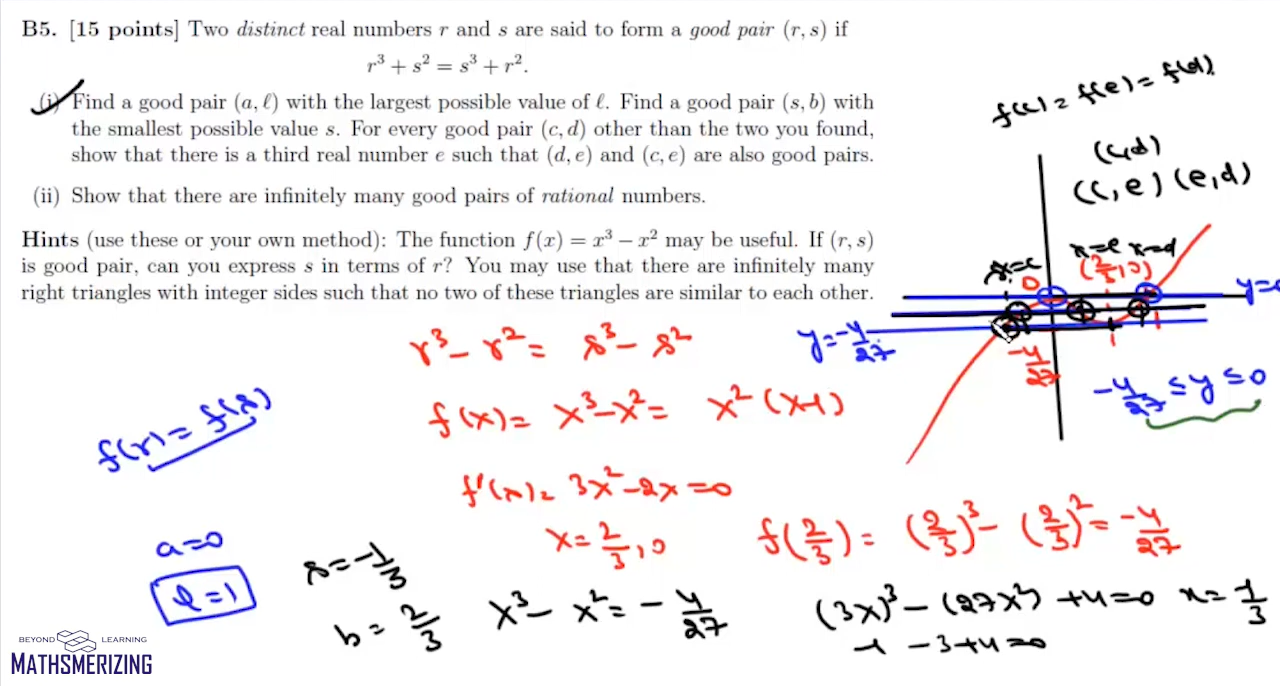 B5. [15 points] Two distinct real numbers r and s are said to form a good pair (r, s) if
r³ + s² = s³ + r².
(i) Find a good pair (a, ℓ) with the largest possible value of ℓ. Find a good pair (s, b) with
the smallest possible value s. For every good pair (c, d) other than the two you found,
show that there is a third real number e such that (d, e) and (c, e) are also good pairs.
(ii) Show that there are infinitely many good pairs of rational numbers.
Hints (use these or your own method): The function f(x) = x³ − x² may be useful. If (r, s)
is good pair, can you express s in terms of r? You may use that there are infinitely many
right triangles with integer sides such that no two of these triangles are similar to each other.
f(c) = f(e) = f(d)
(c,d)
(c,e) (e,d)
x=c
x=e x=d
0
(2/3, 0)
y=-4/27
-4/27
-4/27 ≤ y ≤ 0
r³ - r² = s³ - s²
f(x) = x³ - x² = x²(x-1)
f(r) = f(s)
f'(x) = 3x² - 2x = 0
x = 2/3, 0
f(2/3) = (2/3)³ - (2/3)² = -4/27
a=0
ℓ=1
s = -1/3
b = 2/3
x³ - x² = -4/27
(3x)³ - (27x²) + 4 = 0 x = 1/3
-1 - 3 + 4 = 0
BEYOND LEARNING
MATHSMERIZING